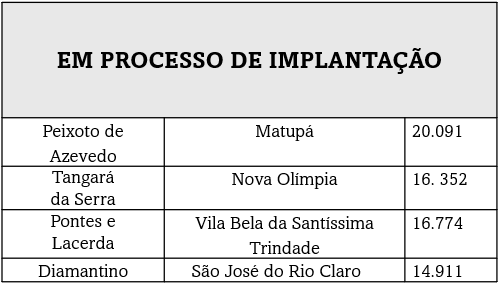 EM PROCESSO DE IMPLANTAÇÃO
Peixoto de Azevedo
Matupá
20.091
Tangará da Serra
Nova Olímpia
16. 352
Pontes e Lacerda
Vila Bela da Santíssima Trindade
16.774
Diamantino
São José do Rio Claro
14.911